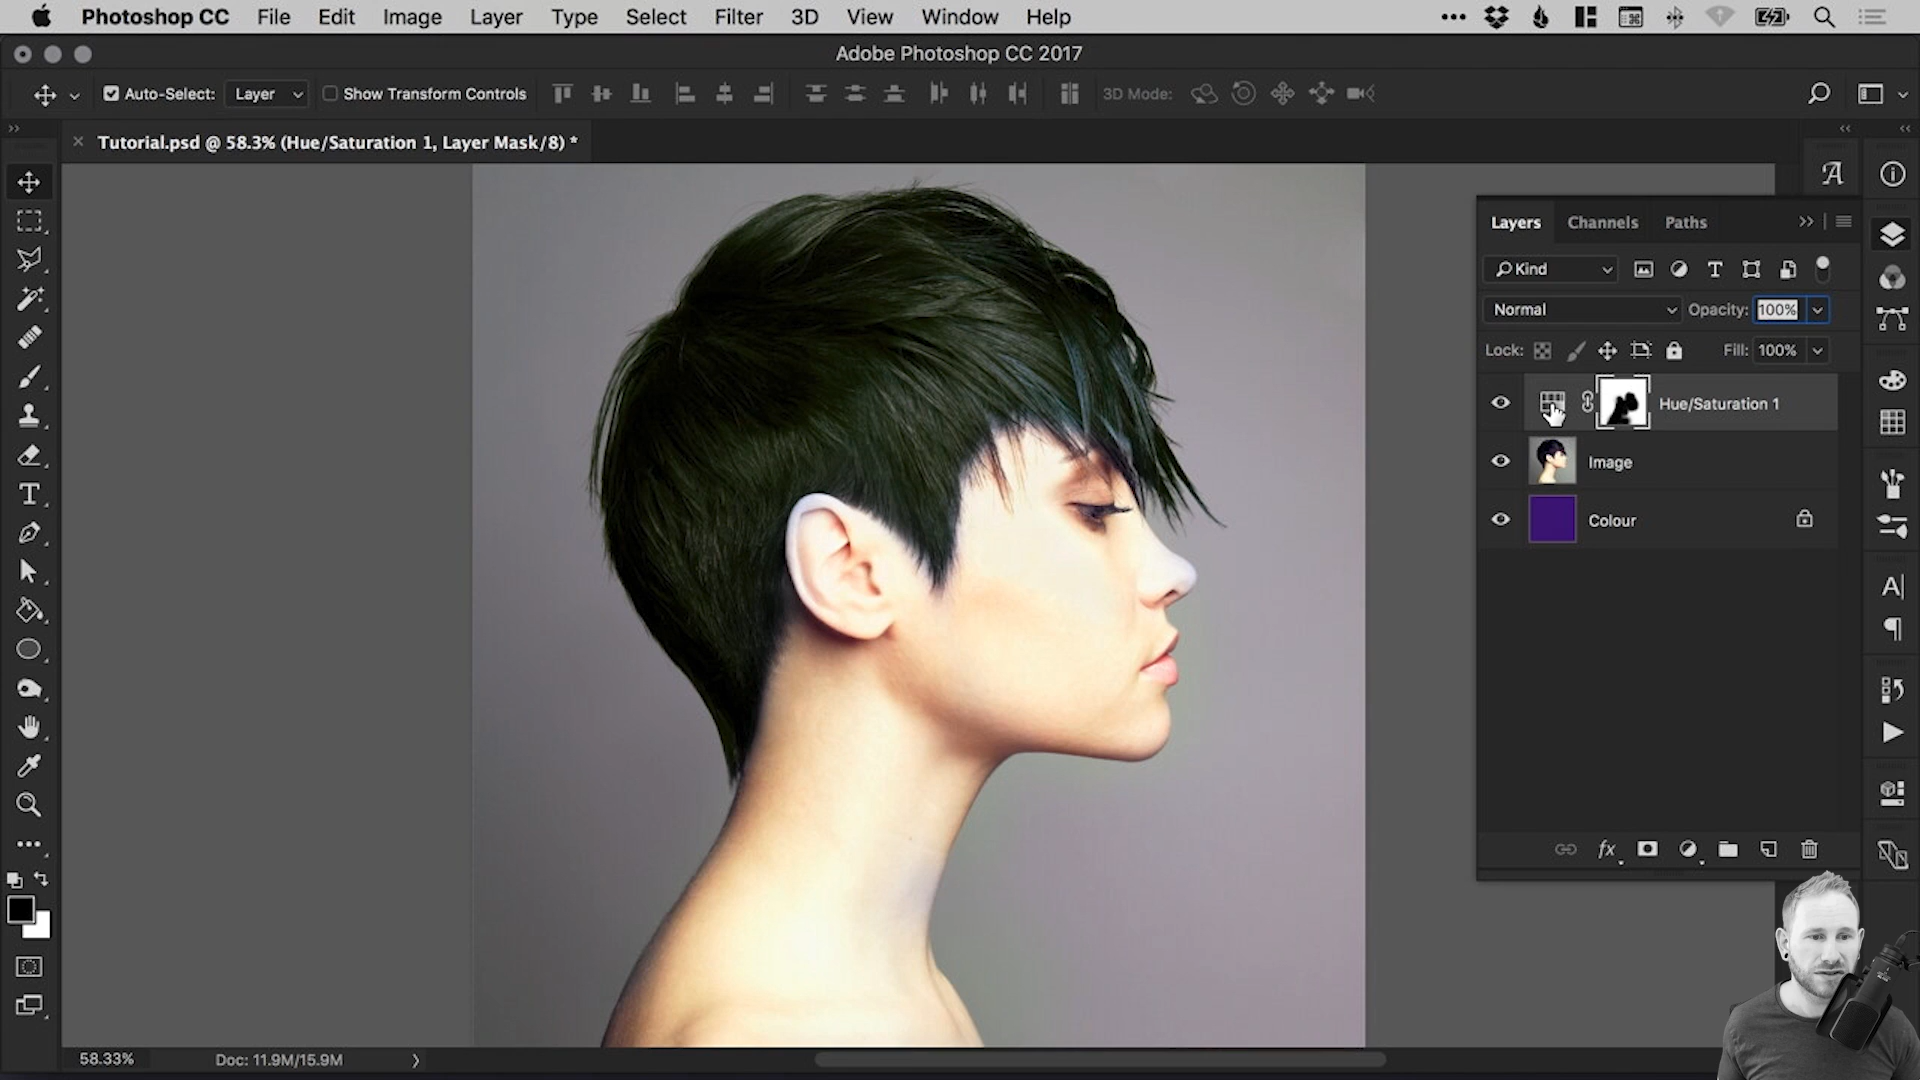 Photoshop CC File Edit Image Layer Type Select Filter 3D View Window Help
Adobe Photoshop CC 2017
Auto-Select: Layer Show Transform Controls 3D Mode:
× Tutorial.psd @ 58.3% (Hue/Saturation 1, Layer Mask/8) *
Layers Channels Paths
Kind
Normal Opacity: 100%
Lock: Fill: 100%
Hue/Saturation 1
Image
Colour
fx
58.33% Doc: 11.9M/15.9M